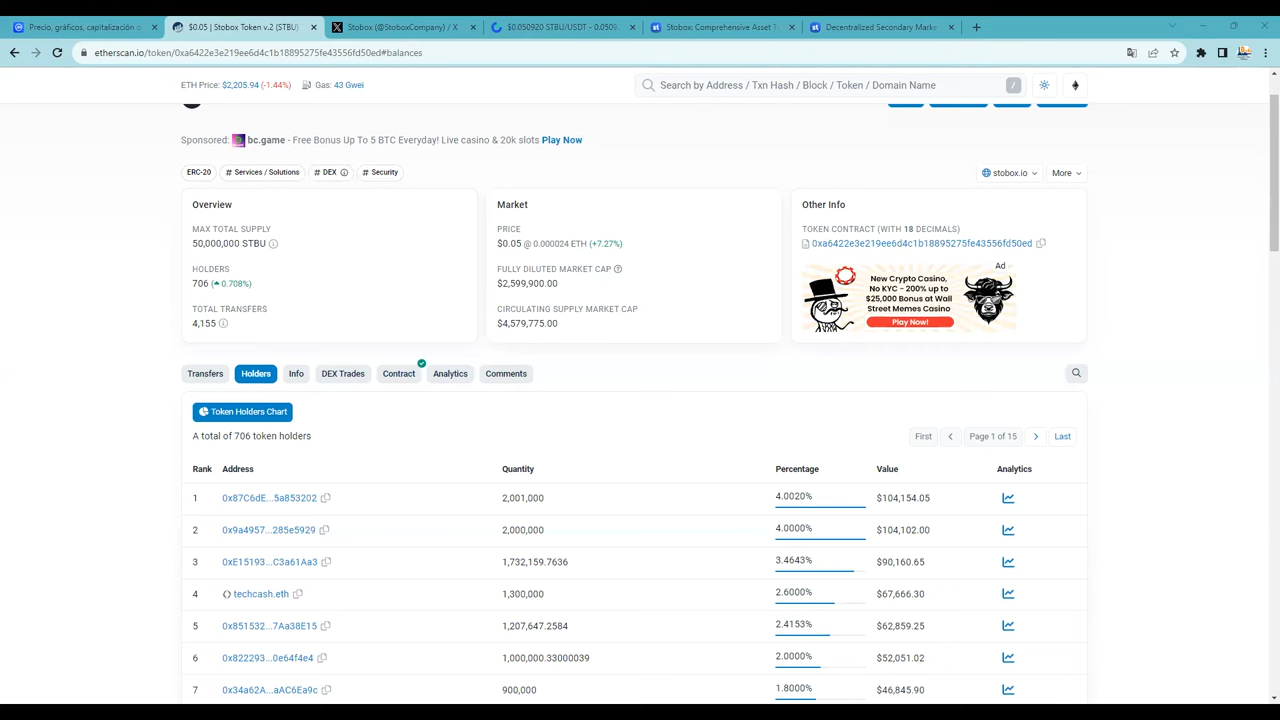 Precio, gráficos, capitalización o
$0.05 | Stobox Token v.2 (STBU)
Stobox (@StoboxCompany) / X
$0.050920 STBU/USDT - 0.0509
Stobox: Comprehensive Asset T
Decentralized Secondary Marke
etherscan.io/token/0xa6422e3e219ee6d4c1b18895275fe43556fd50ed#balances
ETH Price: $2,205.94 (-1.44%) Gas: 43 Gwei
Search by Address / Txn Hash / Block / Token / Domain Name /
Sponsored: bc.game - Free Bonus Up To 5 BTC Everyday! Live casino & 20k slots Play Now
ERC-20 # Services / Solutions # DEX # Security
stobox.io More
Overview
MAX TOTAL SUPPLY
50,000,000 STBU
HOLDERS
706 (0.708%)
TOTAL TRANSFERS
4,155
Market
PRICE
$0.05 @ 0.000024 ETH (+7.27%)
FULLY DILUTED MARKET CAP
$2,599,900.00
CIRCULATING SUPPLY MARKET CAP
$4,579,775.00
Other Info
TOKEN CONTRACT (WITH 18 DECIMALS)
0xa6422e3e219ee6d4c1b18895275fe43556fd50ed
Ad
New Crypto Casino,
No KYC - 200% up to
$25,000 Bonus at Wall
Street Memes Casino
Play Now!
Transfers Holders Info DEX Trades Contract Analytics Comments
Token Holders Chart
A total of 706 token holders
First Page 1 of 15 Last
Rank Address Quantity Percentage Value Analytics
1 0x87C6dE...5a853202 2,001,000 4.0020% $104,154.05
2 0x9a4957...285e5929 2,000,000 4.0000% $104,102.00
3 0xE15193...C3a61Aa3 1,732,159.7636 3.4643% $90,160.65
4 techcash.eth 1,300,000 2.6000% $67,666.30
5 0x851532...7Aa38E15 1,207,647.2584 2.4153% $62,859.25
6 0x822293...0e64f4e4 1,000,000.33000039 2.0000% $52,051.02
7 0x34a62A...aAC6Ea9c 900,000 1.8000% $46,845.90